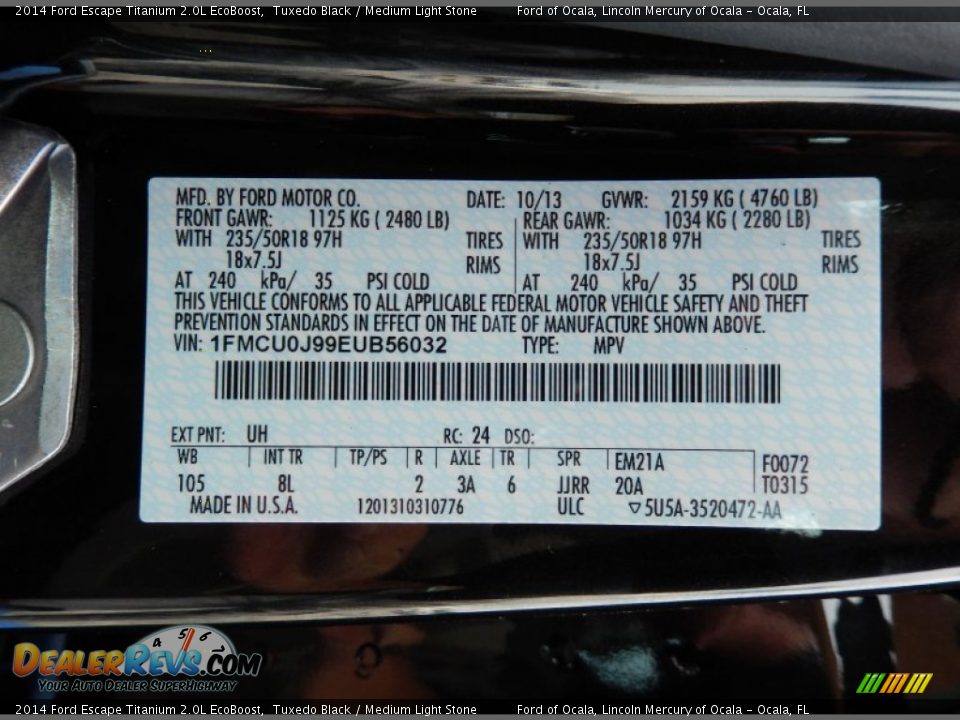 2014 Ford Escape Titanium 2.0L EcoBoost, Tuxedo Black / Medium Light Stone Ford of Ocala, Lincoln Mercury of Ocala - Ocala, FL
MFD. BY FORD MOTOR CO. DATE: 10/13 GVWR: 2159 KG ( 4760 LB)
FRONT GAWR: 1125 KG ( 2480 LB) REAR GAWR: 1034 KG ( 2280 LB)
WITH 235/50R18 97H TIRES WITH 235/50R18 97H TIRES
18x7.5J RIMS 18x7.5J RIMS
AT 240 kPa/ 35 PSI COLD AT 240 kPa/ 35 PSI COLD
THIS VEHICLE CONFORMS TO ALL APPLICABLE FEDERAL MOTOR VEHICLE SAFETY AND THEFT
PREVENTION STANDARDS IN EFFECT ON THE DATE OF MANUFACTURE SHOWN ABOVE.
VIN: 1FMCU0J99EUB56032 TYPE: MPV
EXT PNT: UH RC: 24 DSO:
WB INT TR TP/PS R AXLE TR SPR EM21A F0072
105 8L 2 3A 6 JJRR 20A T0315
MADE IN U.S.A. 1201310310776 ULC ▽5U5A-3520472-AA
4 5 6
DEALERREVS.COM
YOUR AUTO DEALER SUPERHIGHWAY
2014 Ford Escape Titanium 2.0L EcoBoost, Tuxedo Black / Medium Light Stone Ford of Ocala, Lincoln Mercury of Ocala - Ocala, FL